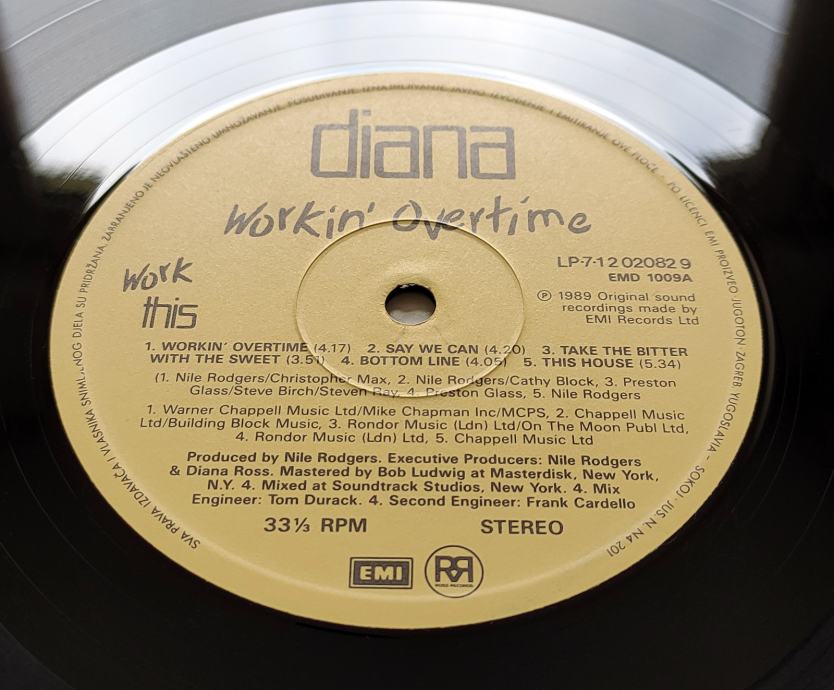 diana
Workin' Overtime
work
this
LP-7-1 2 02082 9
EMD 1009A
Ⓟ 1989 Original sound
recordings made by
EMI Records Ltd
1. WORKIN' OVERTIME (4.17) 2. SAY WE CAN (4.20) 3. TAKE THE BITTER
WITH THE SWEET (3.51) 4. BOTTOM LINE (4.06) 5. THIS HOUSE (5.34)
(1. Nile Rodgers/Christopher Max, 2. Nile Rodgers/Cathy Block, 3. Preston
Glass/Steve Birch/Steven Ray, 4. Preston Glass, 5. Nile Rodgers
1. Warner Chappell Music Ltd/Mike Chapman Inc/MCPS, 2. Chappell Music
Ltd/Building Block Music, 3. Rondor Music (Ldn) Ltd/On The Moon Publ Ltd,
4. Rondor Music (Ldn) Ltd, 5. Chappell Music Ltd
Produced by Nile Rodgers. Executive Producers: Nile Rodgers
& Diana Ross. Mastered by Bob Ludwig at Masterdisk, New York,
N.Y. 4. Mixed at Soundtrack Studios, New York. 4. Mix
Engineer: Tom Durack. 4. Second Engineer: Frank Cardello
33⅓ RPM STEREO
EMI RR
SVA PRAVA IZDAVAČA I VLASNIKA DJELA SU PRIDRŽANA. ZABRANJENO JE NEOVLAŠTENO UMNOŽAVANJE, I EMITIRANJE OVE PLOČE - PO LICENCI EMI PROIZVEO JUGOTON - ZAGREB, YUGOSLAVIA - SOKOJ - JUS. N. N4 201